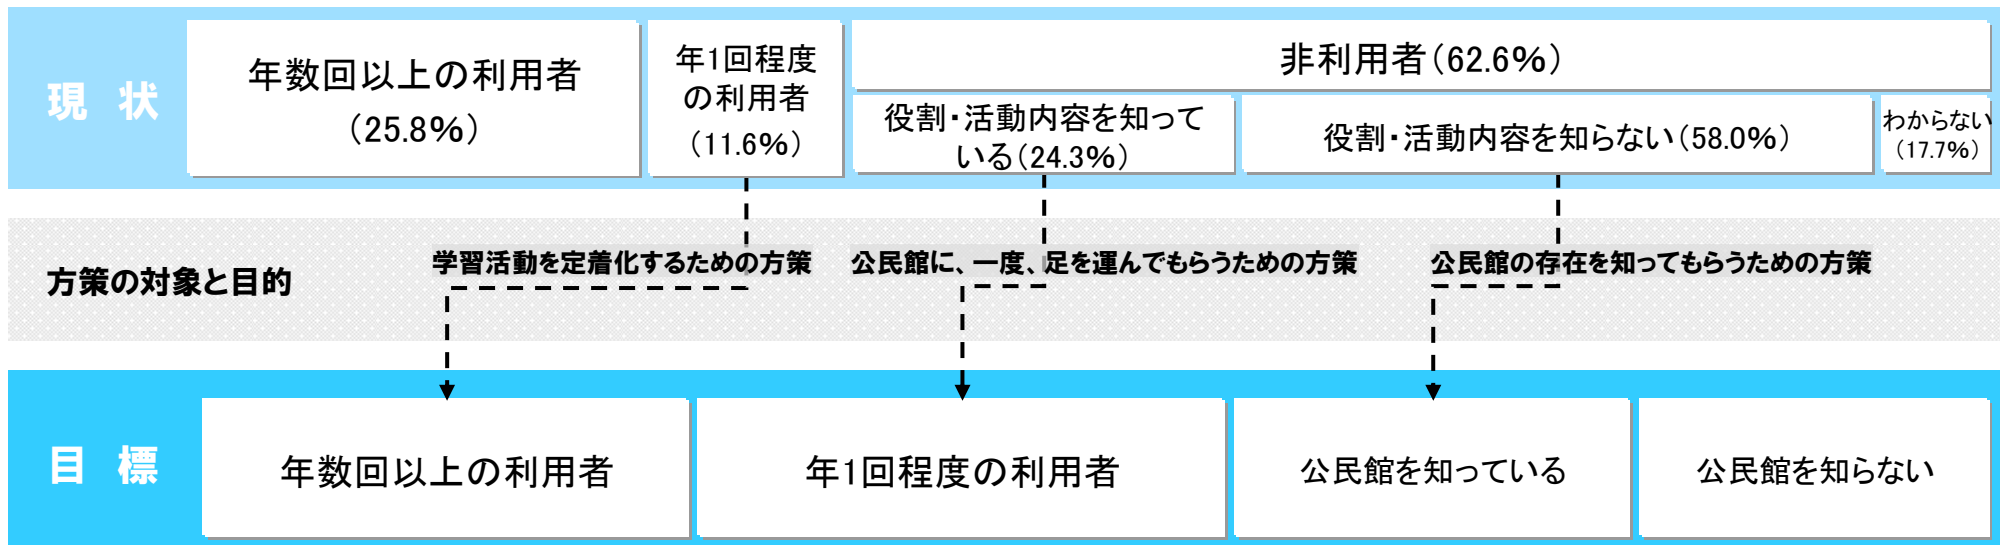 現 状
年数回以上の利用者
（25.8%）
年1回程度
の利用者
（11.6%）
非利用者（62.6%）
役割・活動内容を知って
いる（24.3%）
役割・活動内容を知らない（58.0%）
わからない
（17.7%）
方策の対象と目的
学習活動を定着化するための方策
公民館に、一度、足を運んでもらうための方策
公民館の存在を知ってもらうための方策
目 標
年数回以上の利用者
年1回程度の利用者
公民館を知っている
公民館を知らない